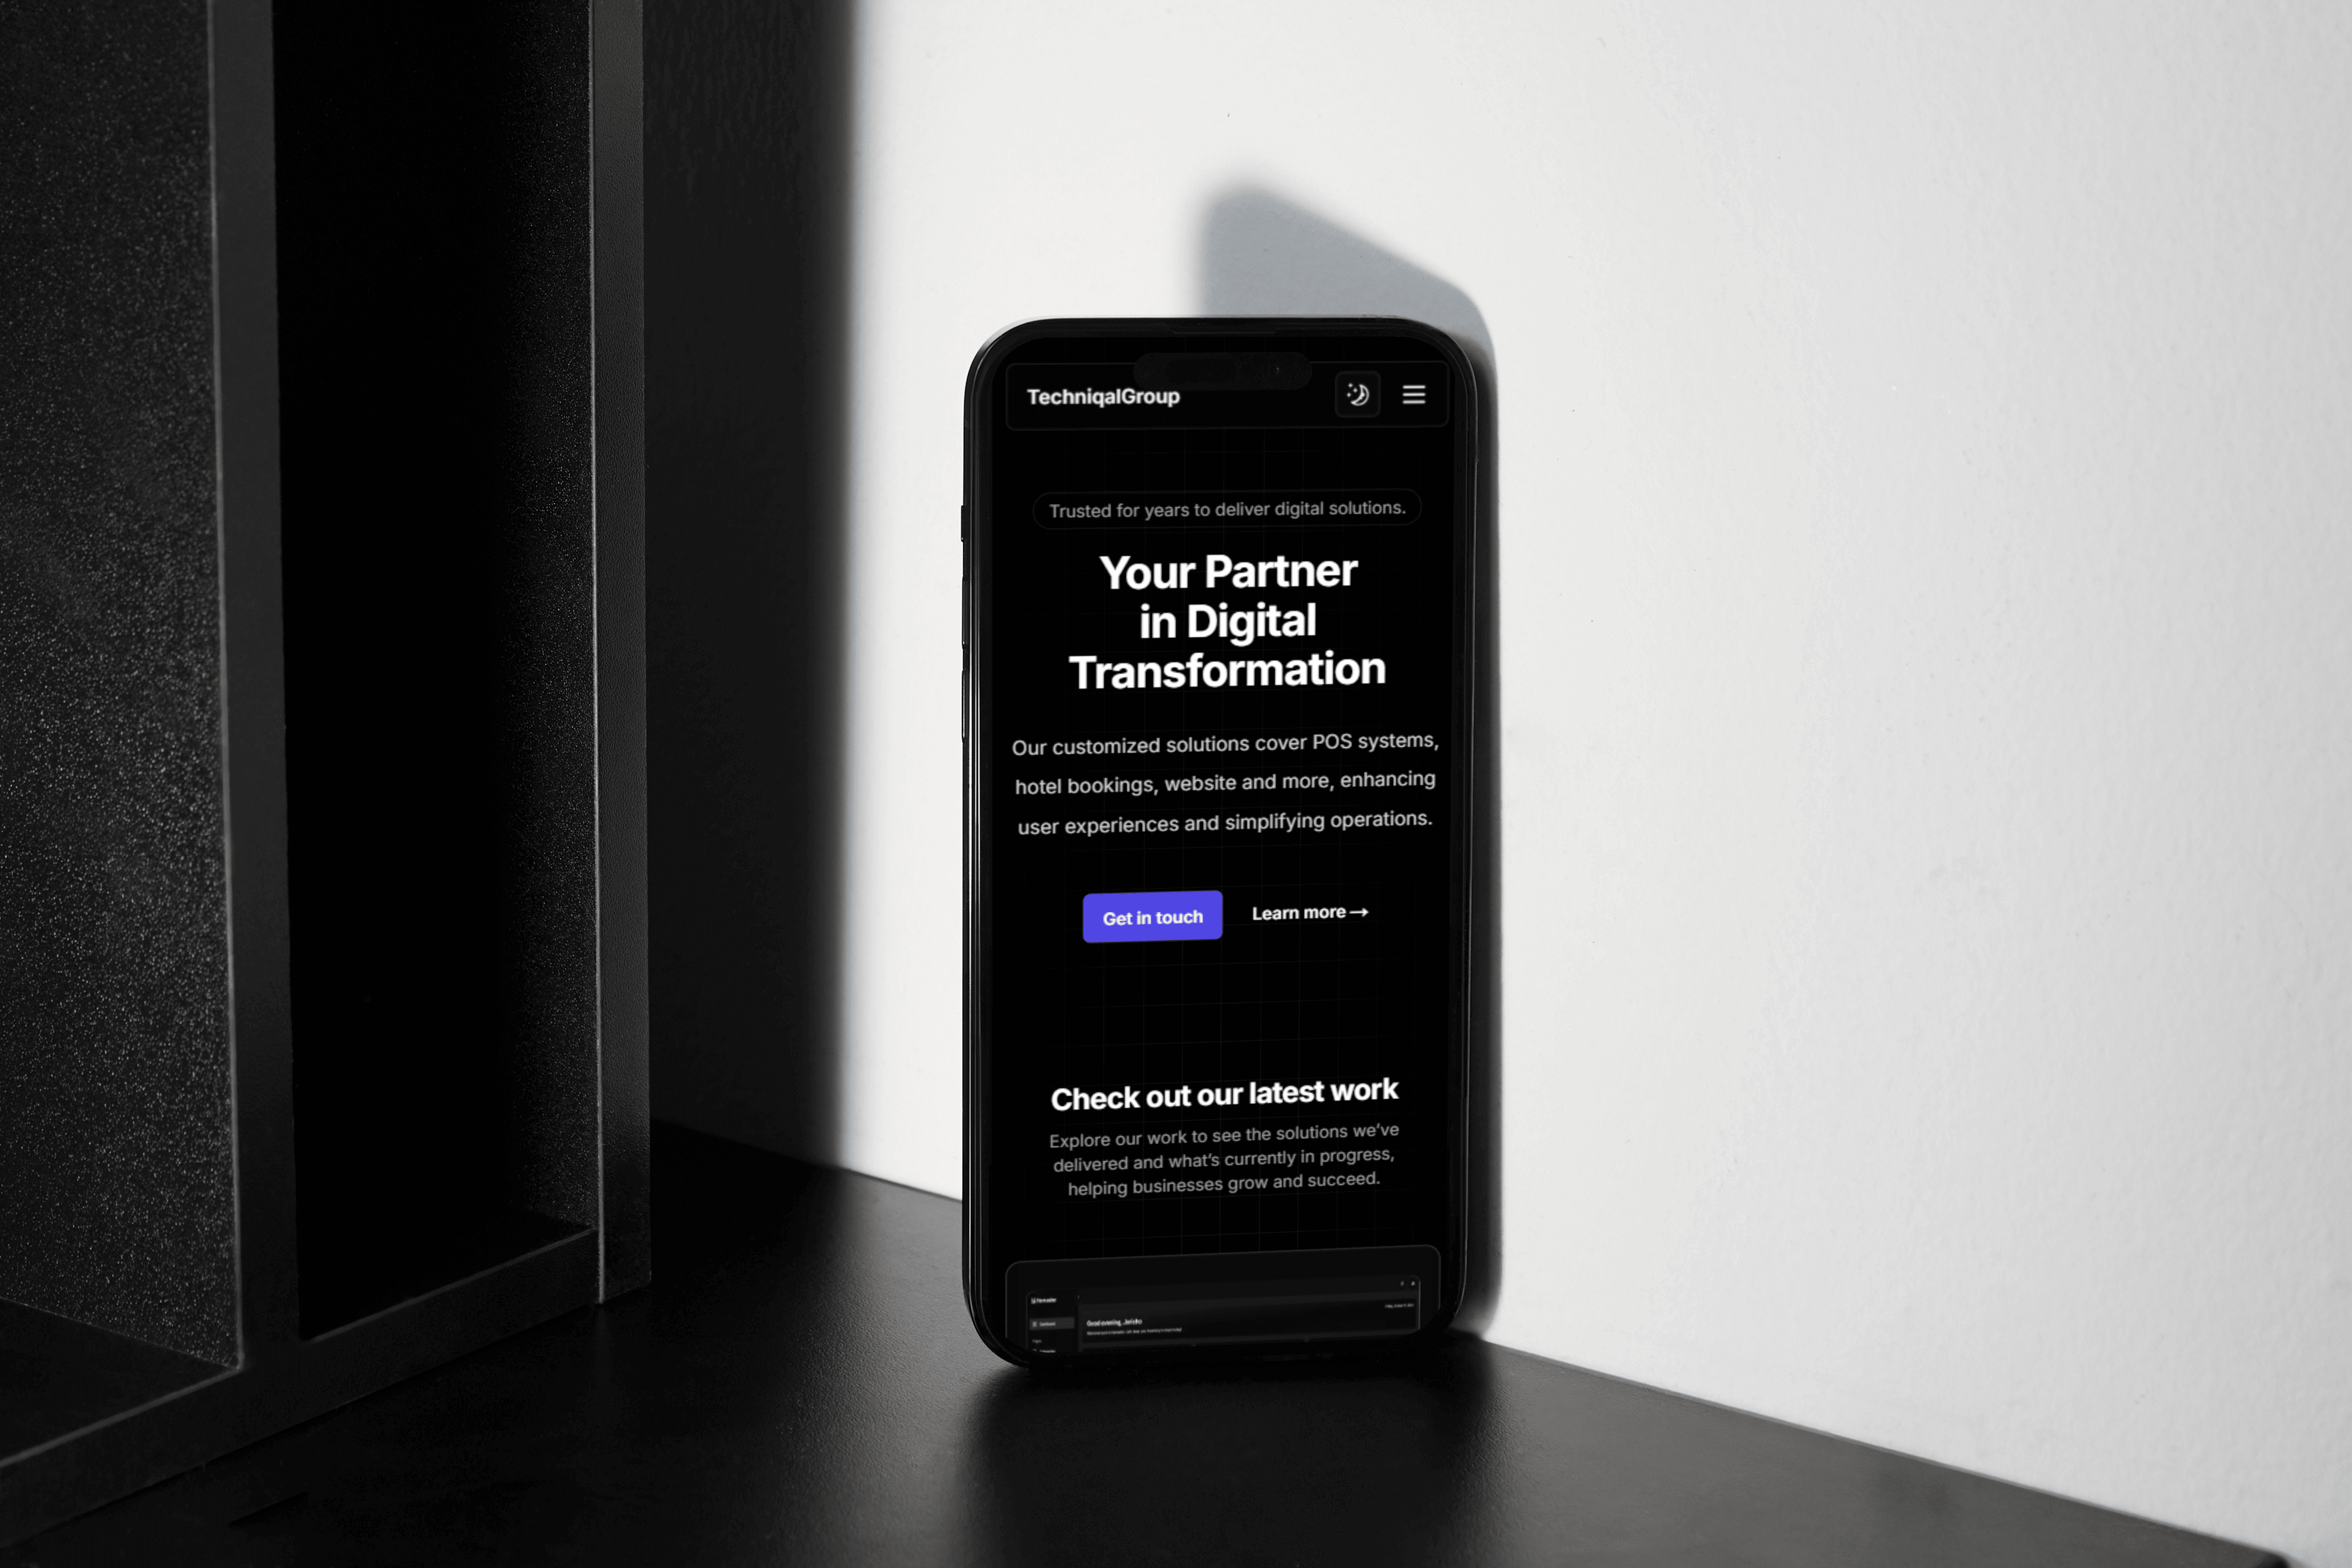 TechniqalGroup
Trusted for years to deliver digital solutions.
Your Partner
in Digital
Transformation
Our customized solutions cover POS systems,
hotel bookings, website and more, enhancing
user experiences and simplifying operations.
Get in touch
Learn more →
Check out our latest work
Explore our work to see the solutions we've
delivered and what's currently in progress,
helping businesses grow and succeed.
Dashboard
Good evening, Jericho